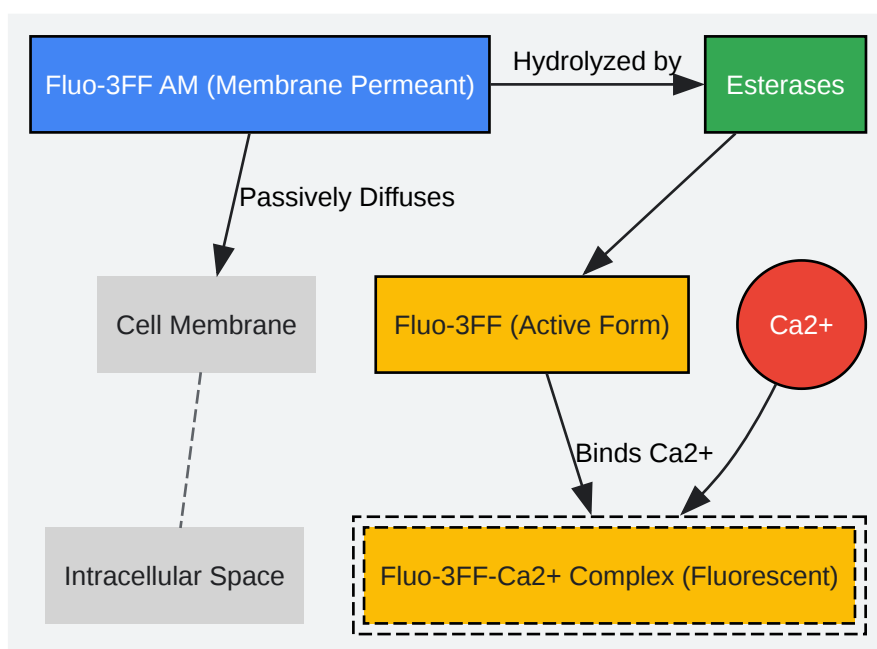 Fluo-3FF AM (Membrane Permeant)
Hydrolyzed by
Esterases
Passively Diffuses
Cell Membrane
Fluo-3FF (Active Form)
Ca2+
Binds Ca2+
Intracellular Space
Fluo-3FF-Ca2+ Complex (Fluorescent)